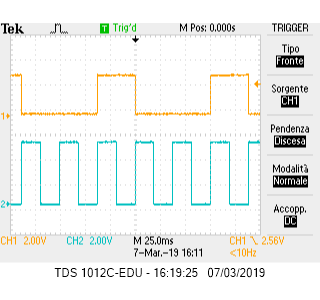 Tek Trig'd M Pos: 0.000s TRIGGER
Tipo
Fronte
Sorgente
CH1
Pendenza
Discesa
Modalità
Normale
Accopp.
DC
1
2
CH1 2.00V CH2 2.00V M 25.0ms CH1 2.56V
7-Mar.-19 16:11 <10Hz
TDS 1012C-EDU - 16:19:25 07/03/2019